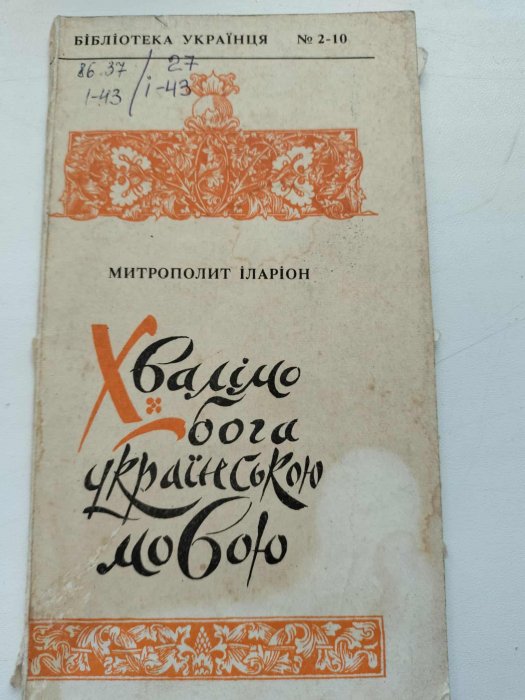 БІБЛІОТЕКА УКРАЇНЦЯ № 2-10
86.37 / 27
І-43 / і-43
МИТРОПОЛИТ ІЛАРІОН
Хвалімо
бога
українською
мовою